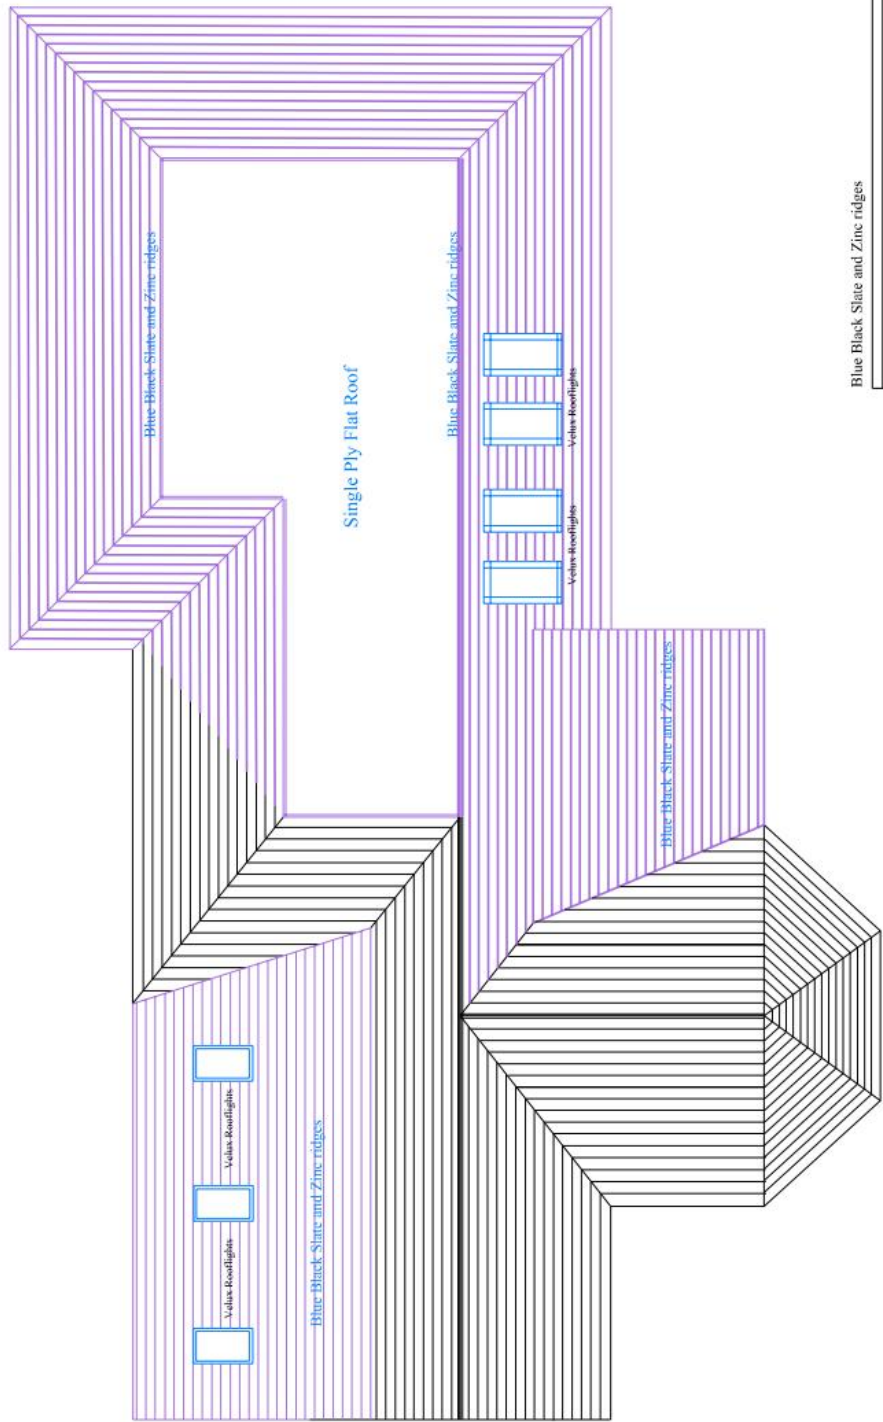 Blue Black Slate and Zinc ridges
Blue Black Slate and Zinc ridges
Single Ply Flat Roof
Velux Rooflights
Velux Rooflights
Blue Black Slate and Zinc ridges
Blue Black Slate and Zinc ridges
Velux Rooflights
Velux Rooflights
Blue Black Slate and Zinc ridges